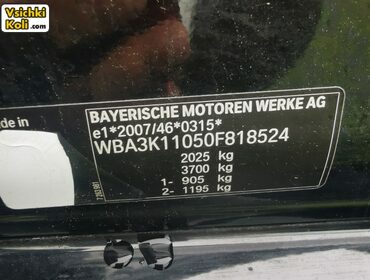 Vsichki
Koli.com
BAYERISCHE MOTOREN WERKE AG
de in
e1*2007/46*0315*
WBA3K11050F818524
2025 kg
3700 kg
1- 905 kg
2- 1195 kg